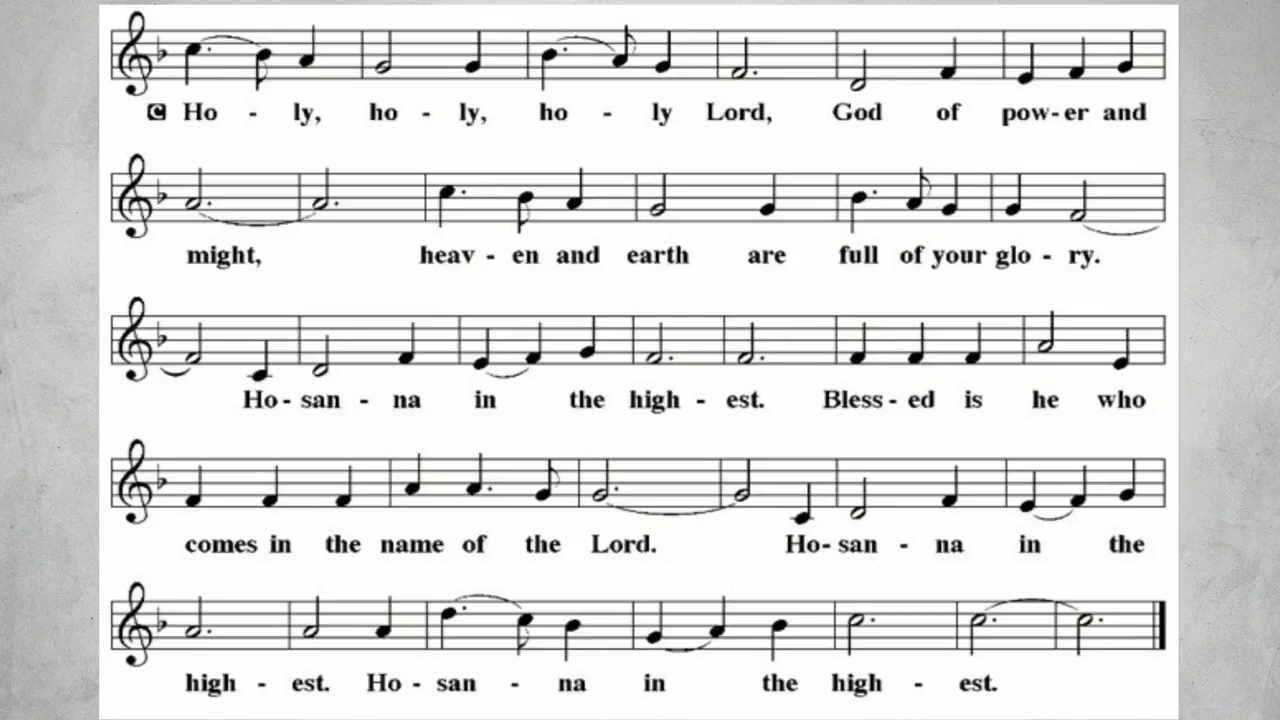 C Ho - ly, ho - ly, ho - ly Lord, God of pow- er and
might, heav - en and earth are full of your glo - ry.
Ho - san - na in the high - est. Bless - ed is he who
comes in the name of the Lord. Ho- san - na in the
high - est. Ho - san - na in the high - est.